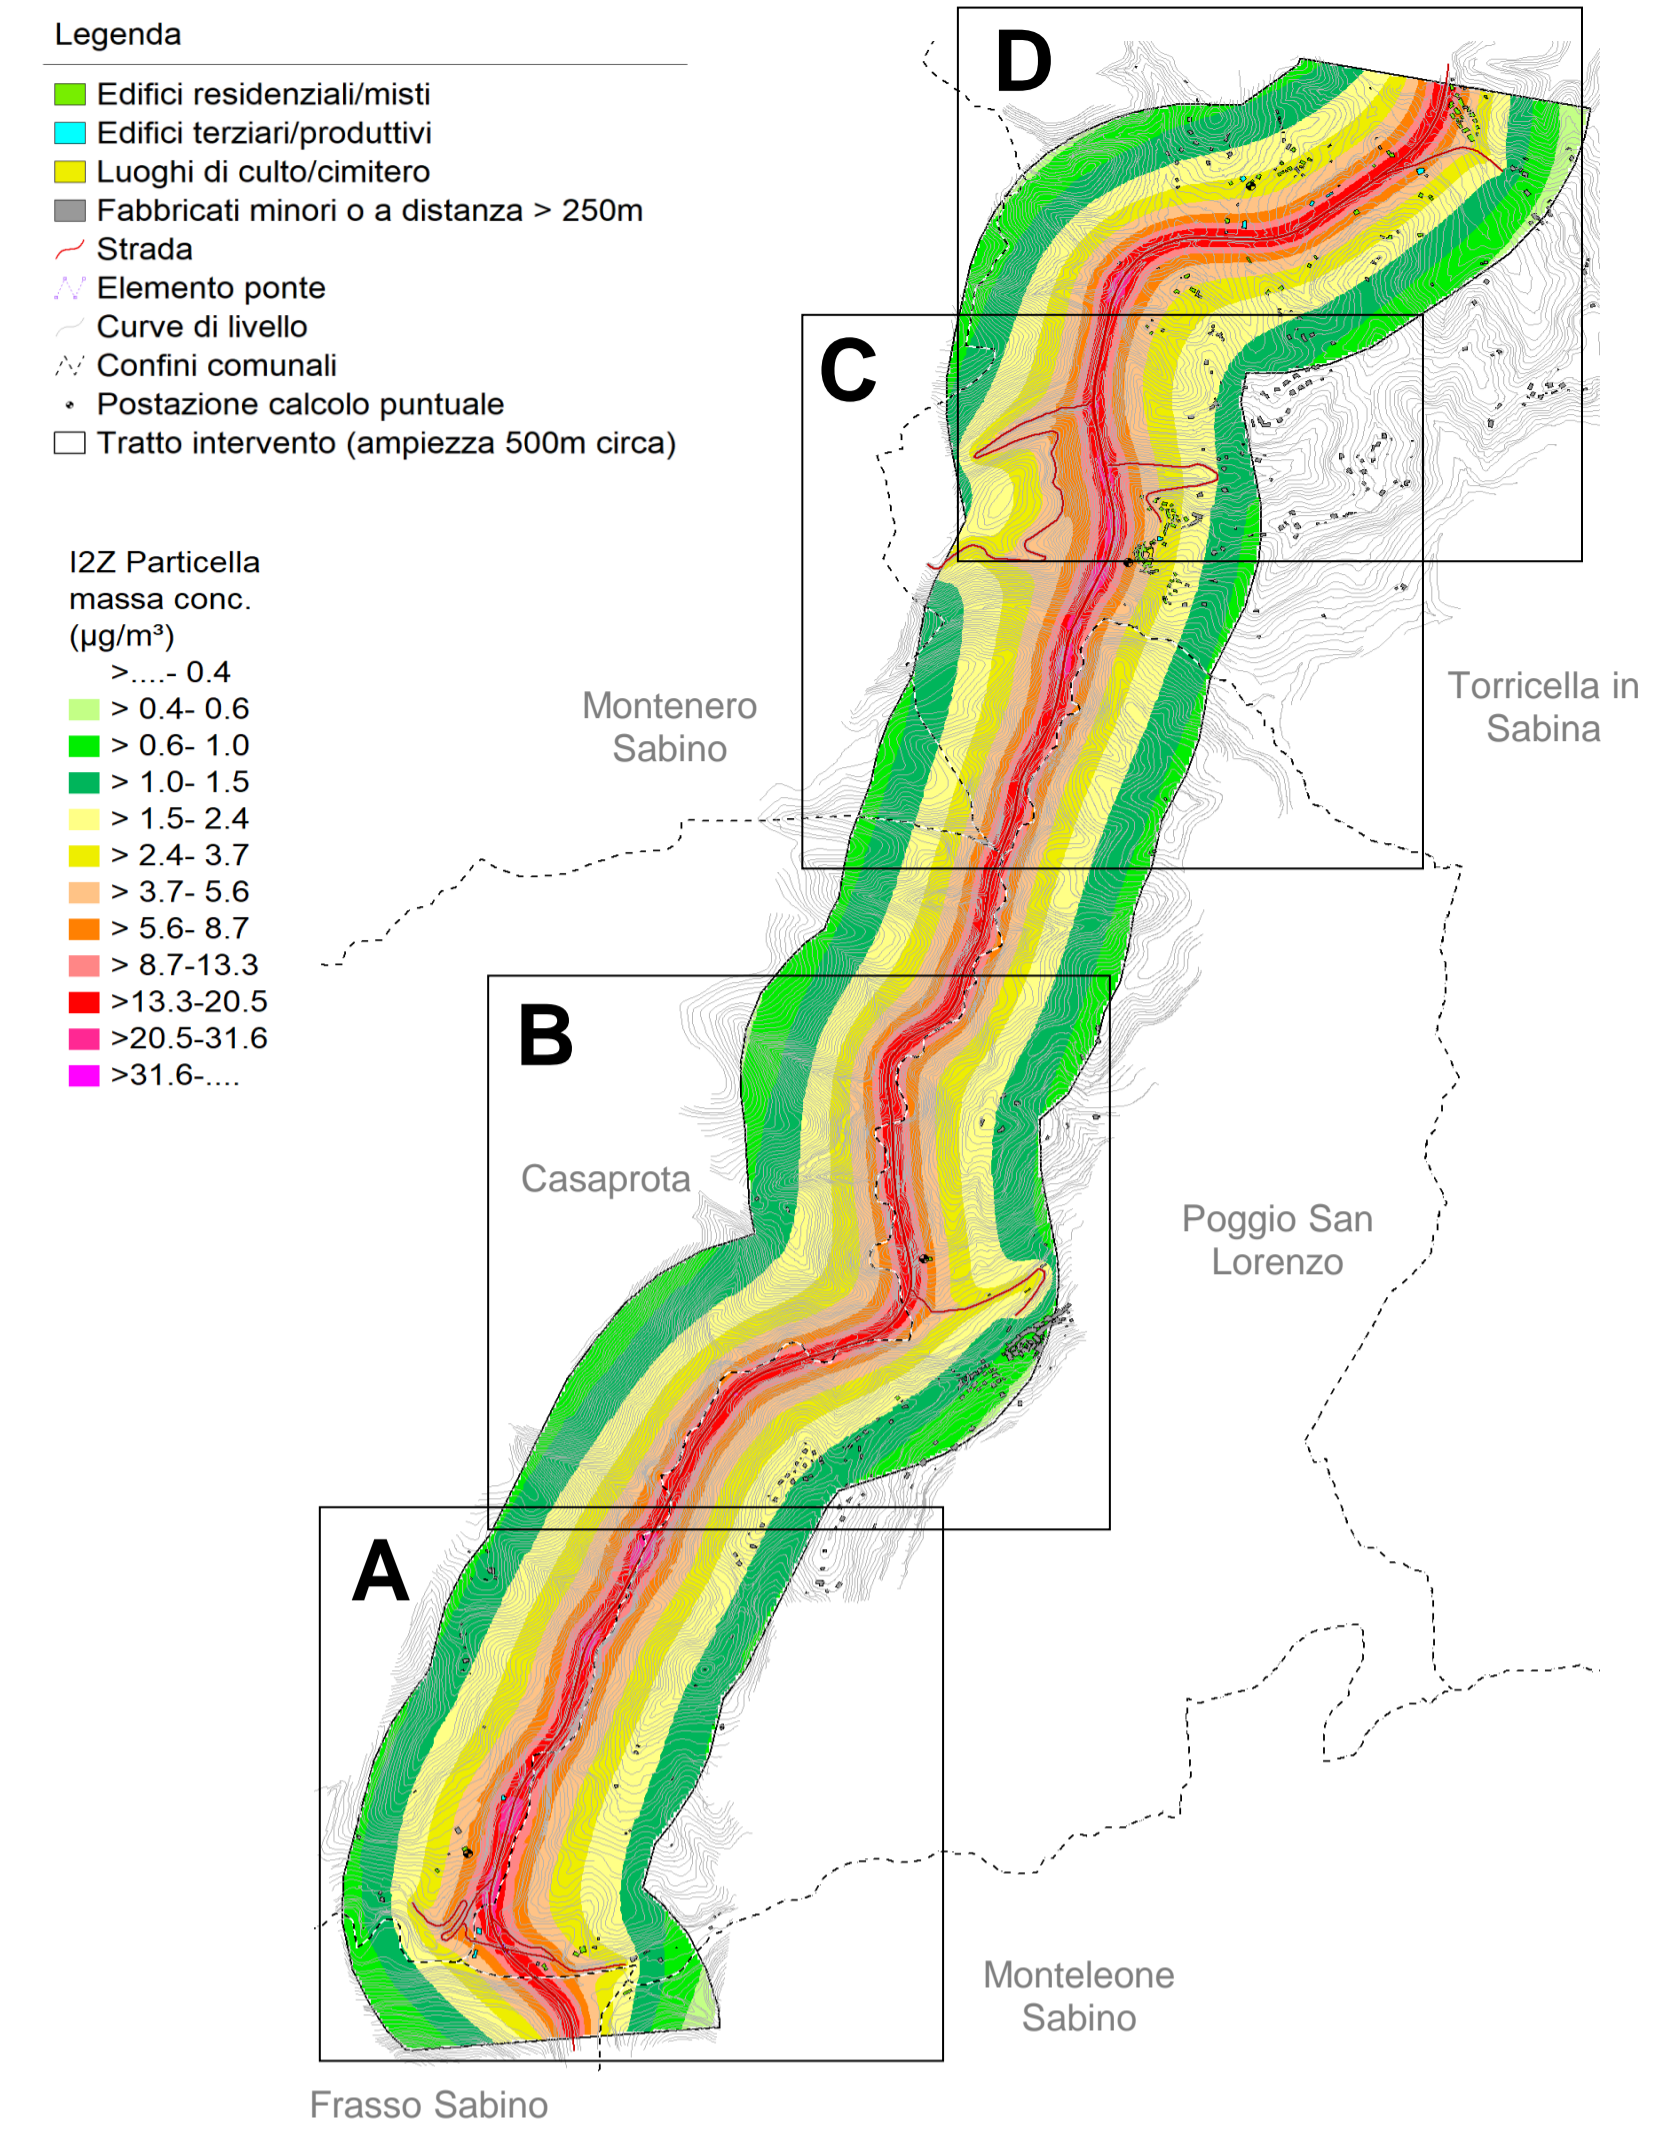 Legenda
Edifici residenziali/misti
Edifici terziari/produttivi
Luoghi di culto/cimitero
Fabbricati minori o a distanza > 250m
Strada
Elemento ponte
Curve di livello
Confini comunali
Postazione calcolo puntuale
Tratto intervento (ampiezza 500m circa)
I2Z Particella
massa conc.
(µg/m³)
>....- 0.4
> 0.4- 0.6
> 0.6- 1.0
> 1.0- 1.5
> 1.5- 2.4
> 2.4- 3.7
> 3.7- 5.6
> 5.6- 8.7
> 8.7-13.3
>13.3-20.5
>20.5-31.6
>31.6-....
D
C
Montenero
Sabino
Torricella in
Sabina
B
Casaprota
Poggio San
Lorenzo
A
Monteleone
Sabino
Frasso Sabino